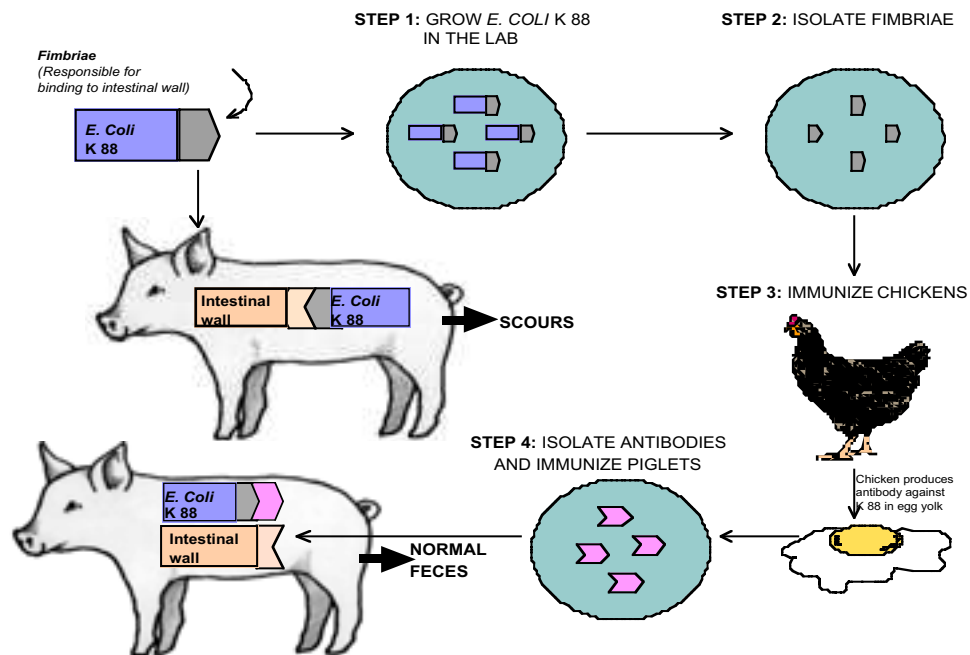 STEP 1: GROW E. COLI K 88
IN THE LAB
STEP 2: ISOLATE FIMBRIAE
Fimbriae
(Responsible for
binding to intestinal wall)
E. Coli
K 88
Intestinal
wall
E. Coli
K 88
SCOURS
STEP 3: IMMUNIZE CHICKENS
STEP 4: ISOLATE ANTIBODIES
AND IMMUNIZE PIGLETS
Chicken produces
antibody against
K 88 in egg yolk
E. Coli
K 88
Intestinal
wall
NORMAL
FECES